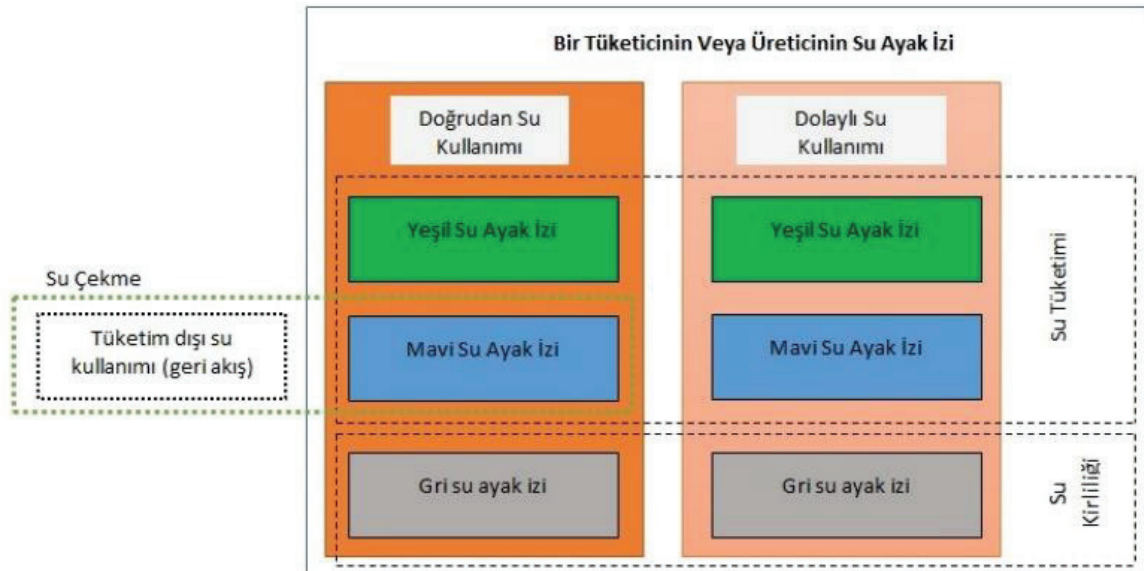 Bir Tüketicinin Veya Üreticinin Su Ayak İzi
Doğrudan Su
Kullanımı
Dolaylı Su
Kullanımı
Yeşil Su Ayak İzi
Yeşil Su Ayak İzi
Su Tüketimi
Su Çekme
Tüketim dışı su
kullanımı (geri akış)
Mavi Su Ayak İzi
Mavi Su Ayak İzi
Gri su ayak izi
Gri su ayak izi
Su
Kirliliği